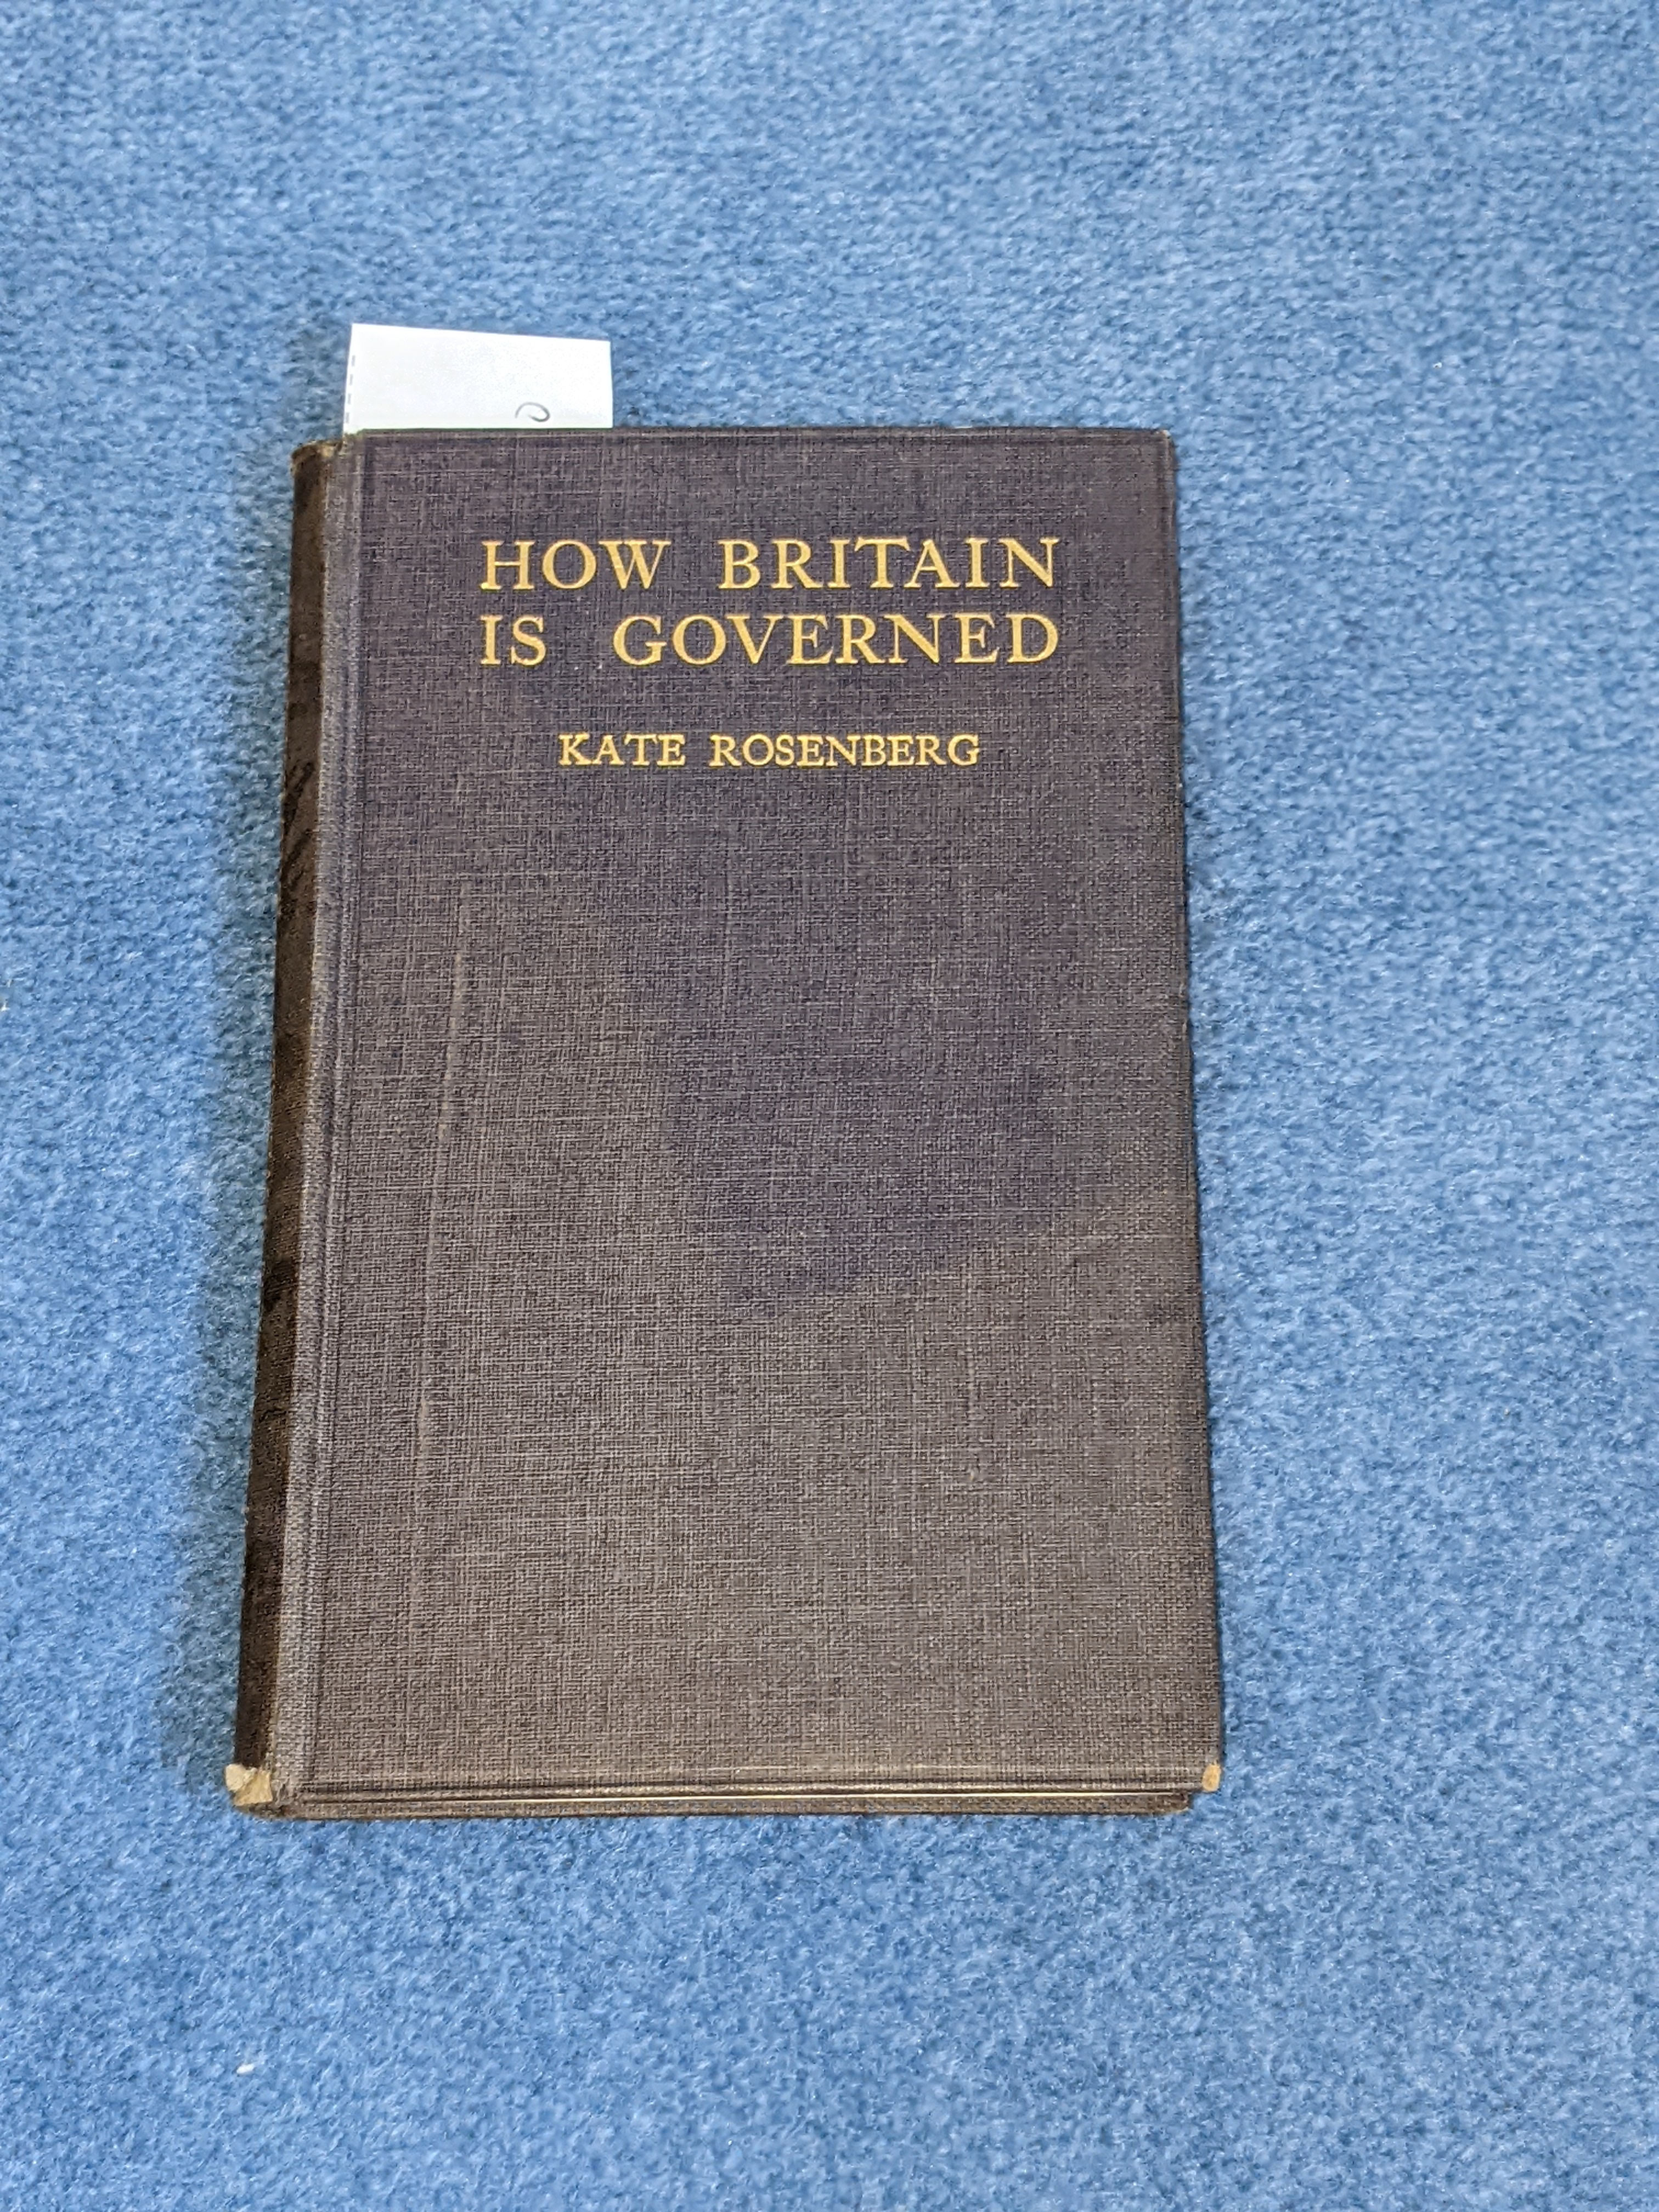 HOW BRITAIN
IS GOVERNED
KATE ROSENBERG